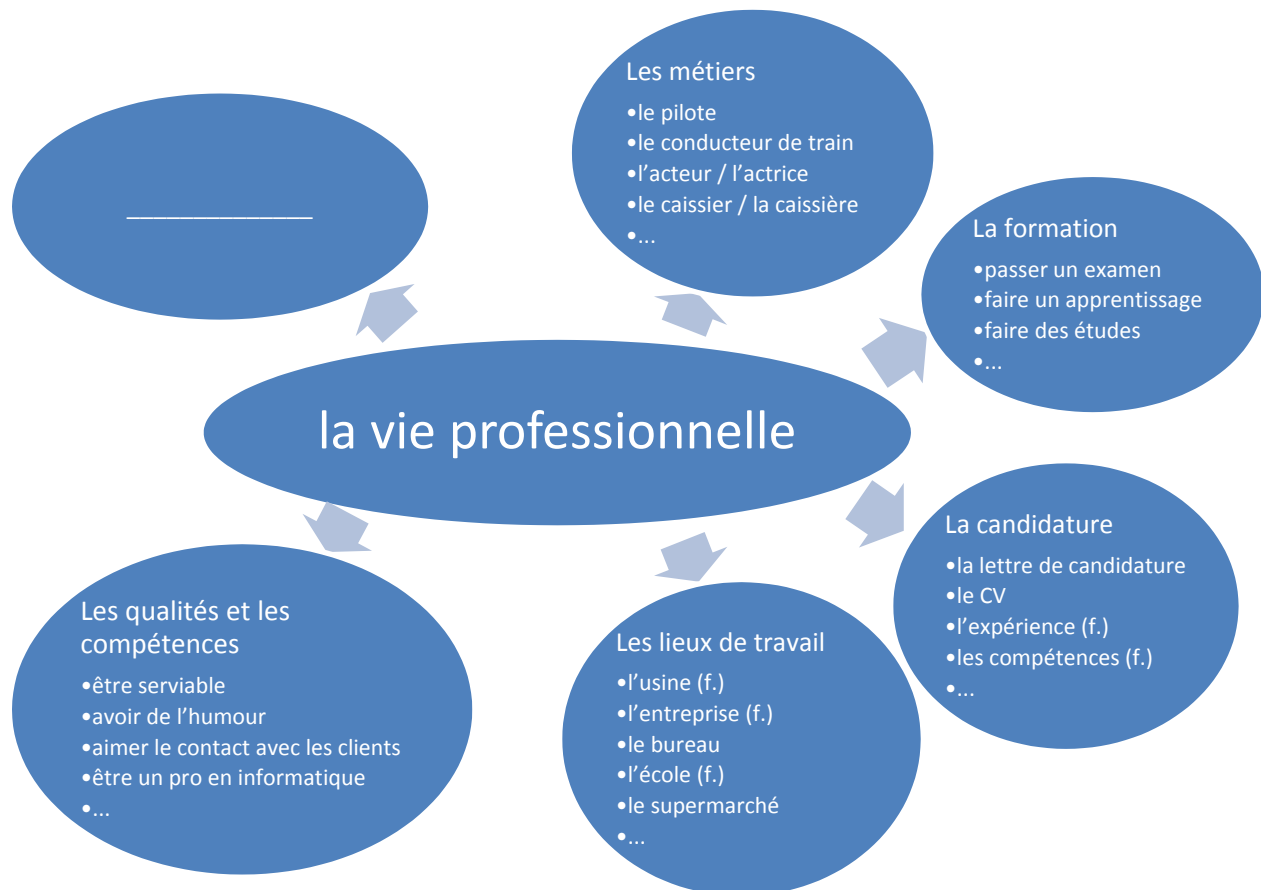 ______________
Les métiers
•le pilote
•le conducteur de train
•l'acteur / l'actrice
•le caissier / la caissière
•...
La formation
•passer un examen
•faire un apprentissage
•faire des études
•...
la vie professionnelle
La candidature
•la lettre de candidature
•le CV
•l'expérience (f.)
•les compétences (f.)
•...
Les lieux de travail
•l'usine (f.)
•l'entreprise (f.)
•le bureau
•l'école (f.)
•le supermarché
•...
Les qualités et les
compétences
•être serviable
•avoir de l'humour
•aimer le contact avec les clients
•être un pro en informatique
•...